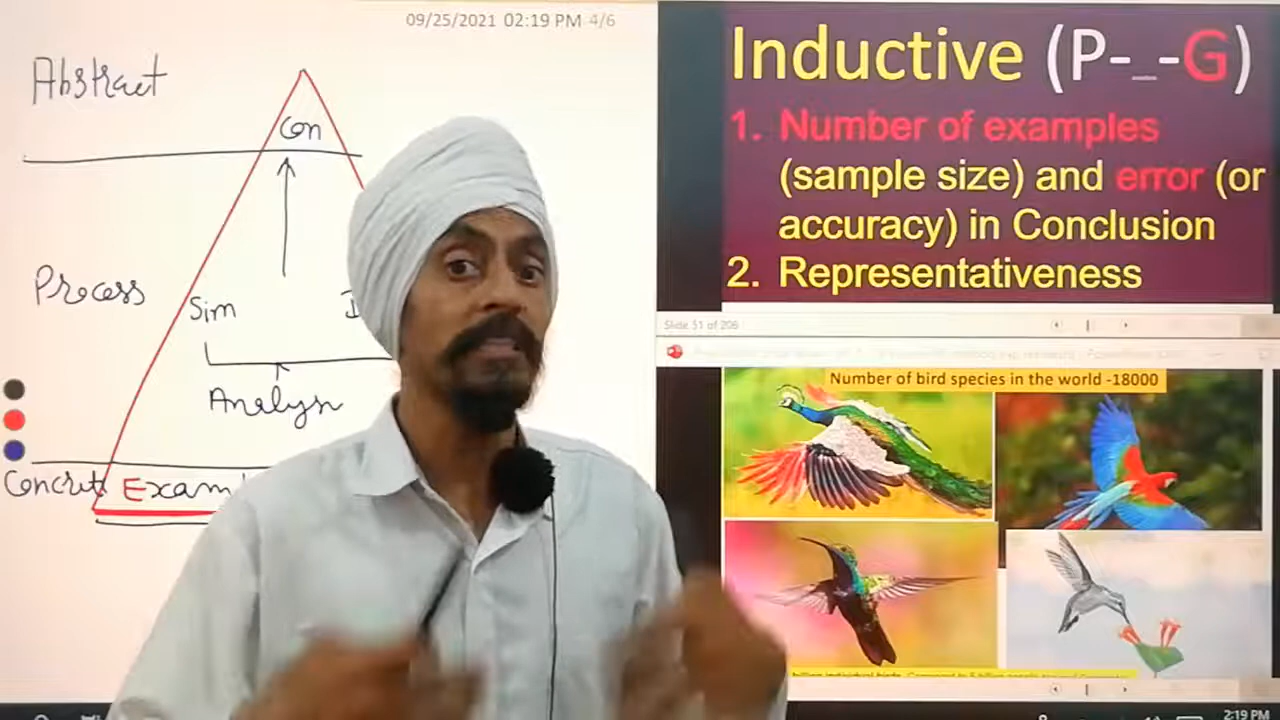 09/25/2021 02:19 PM 4/6
Abstract
Con
Process
Sim
Analysr
Concrete Exam
Inductive (P-_-G)
1. Number of examples
(sample size) and error (or
accuracy) in Conclusion
2. Representativeness
Slide 51 of 206
Number of bird species in the world -18000
2:19 PM